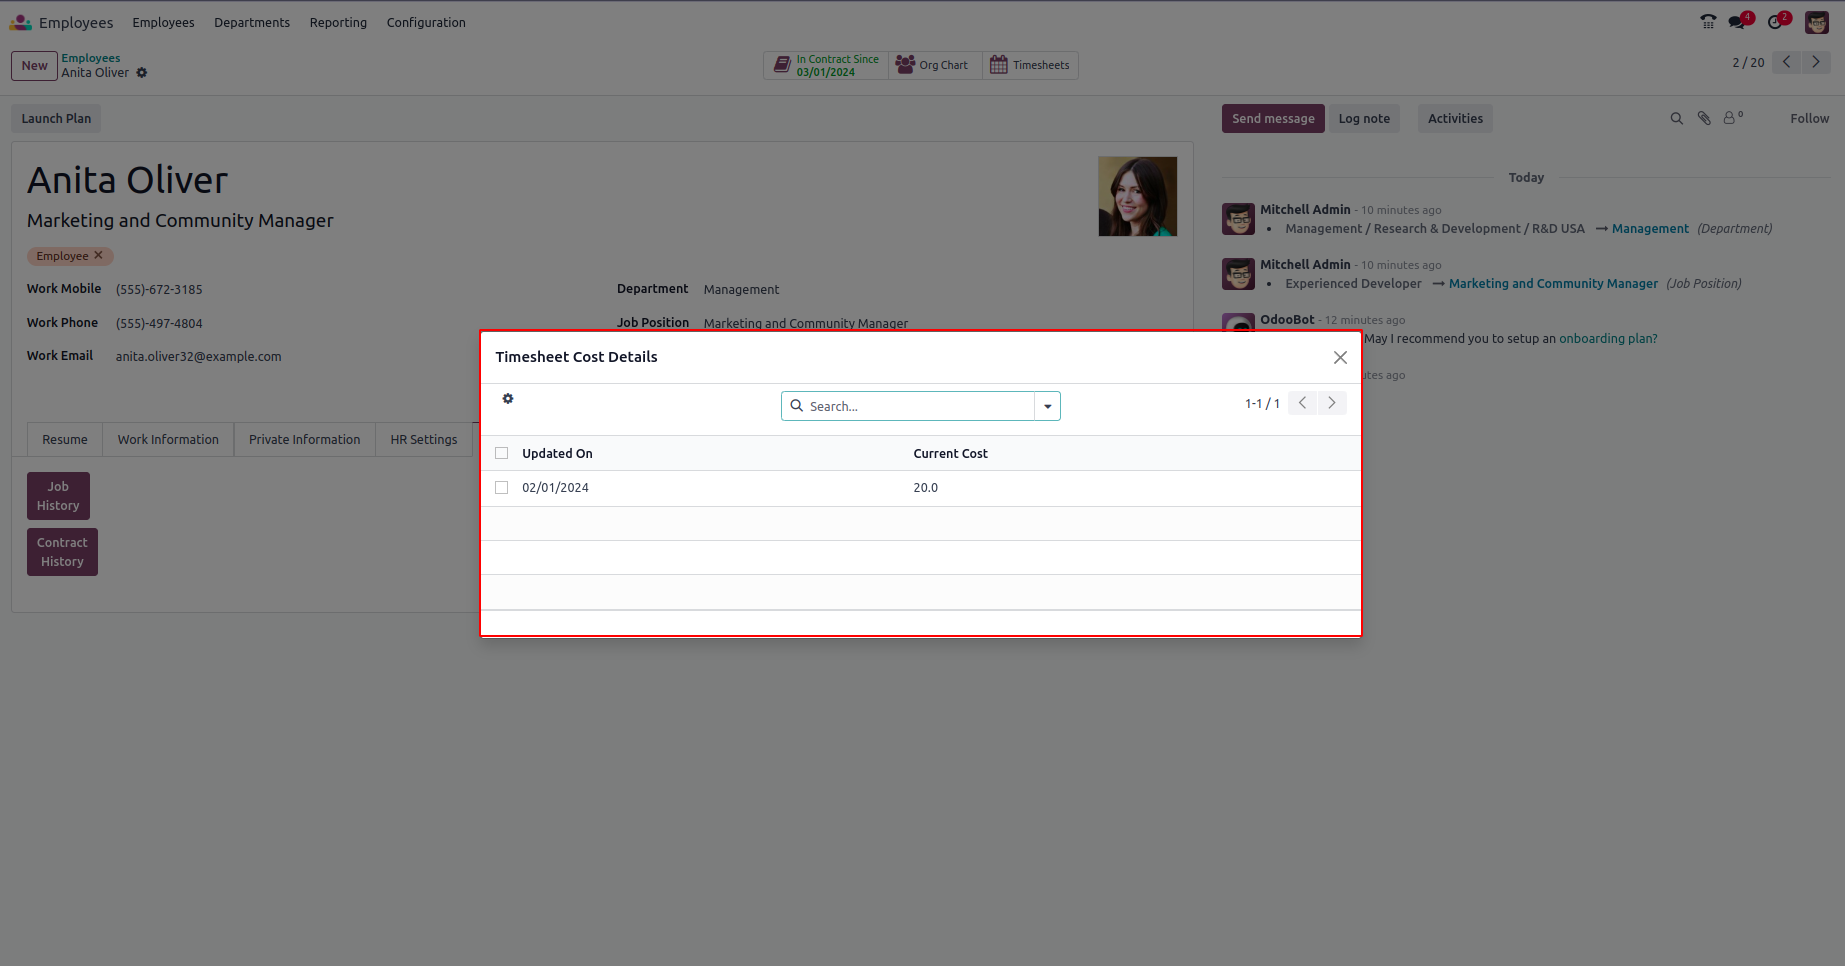 Employees
Employees
Departments
Reporting
Configuration
4
2
New
Employees
Anita Oliver
In Contract Since
03/01/2024
Org Chart
Timesheets
2 / 20
Launch Plan
Send message
Log note
Activities
0
Follow
Anita Oliver
Marketing and Community Manager
Employee
Work Mobile (555)-672-3185
Department Management
Work Phone (555)-497-4804
Job Position Marketing and Community Manager
Work Email anita.oliver32@example.com
Today
Mitchell Admin - 10 minutes ago
• Management / Research & Development / R&D USA → Management (Department)
Mitchell Admin - 10 minutes ago
• Experienced Developer → Marketing and Community Manager (Job Position)
OdooBot - 12 minutes ago
May I recommend you to setup an onboarding plan?
ago
Timesheet Cost Details
Search...
1-1 / 1
Updated On
Current Cost
02/01/2024
20.0
Resume
Work Information
Private Information
HR Settings
Job
History
Contract
History